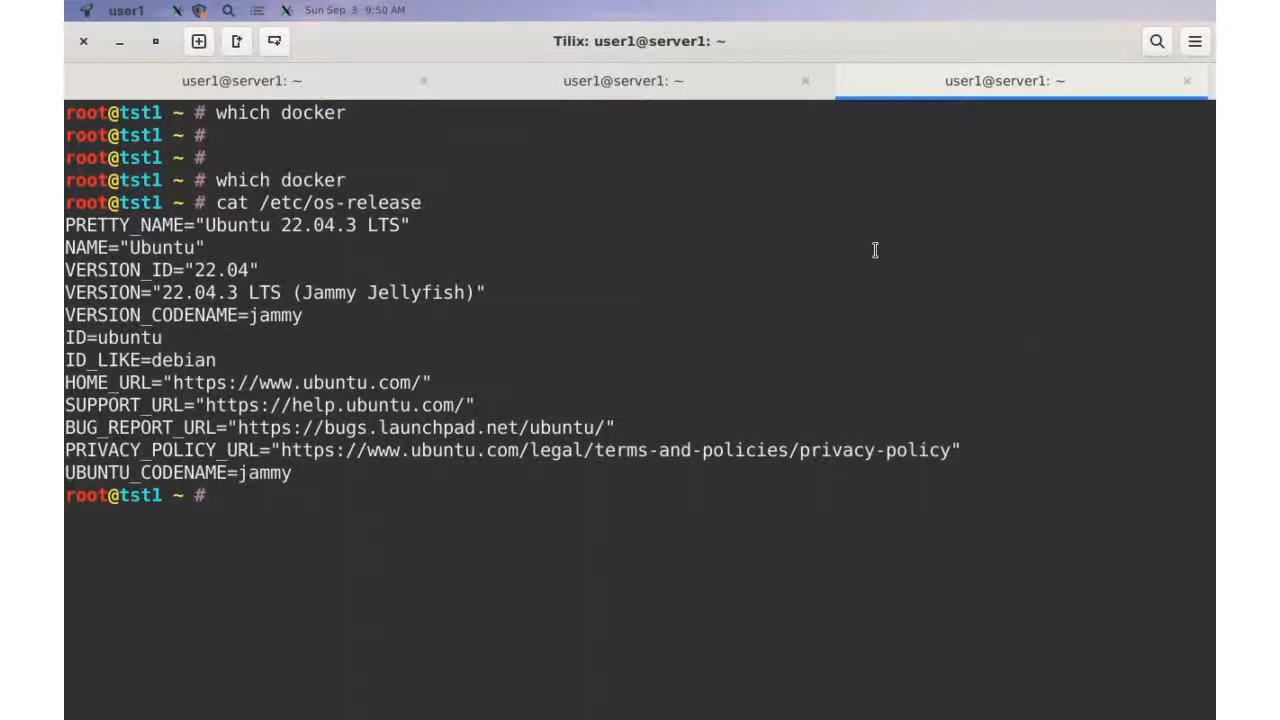 user1 Sun Sep 3 9:50 AM
Tilix: user1@server1: ~
user1@server1: ~ user1@server1: ~ user1@server1: ~
root@tst1 ~ # which docker
root@tst1 ~ #
root@tst1 ~ #
root@tst1 ~ # which docker
root@tst1 ~ # cat /etc/os-release
PRETTY_NAME="Ubuntu 22.04.3 LTS"
NAME="Ubuntu"
VERSION_ID="22.04"
VERSION="22.04.3 LTS (Jammy Jellyfish)"
VERSION_CODENAME=jammy
ID=ubuntu
ID_LIKE=debian
HOME_URL="https://www.ubuntu.com/"
SUPPORT_URL="https://help.ubuntu.com/"
BUG_REPORT_URL="https://bugs.launchpad.net/ubuntu/"
PRIVACY_POLICY_URL="https://www.ubuntu.com/legal/terms-and-policies/privacy-policy"
UBUNTU_CODENAME=jammy
root@tst1 ~ #